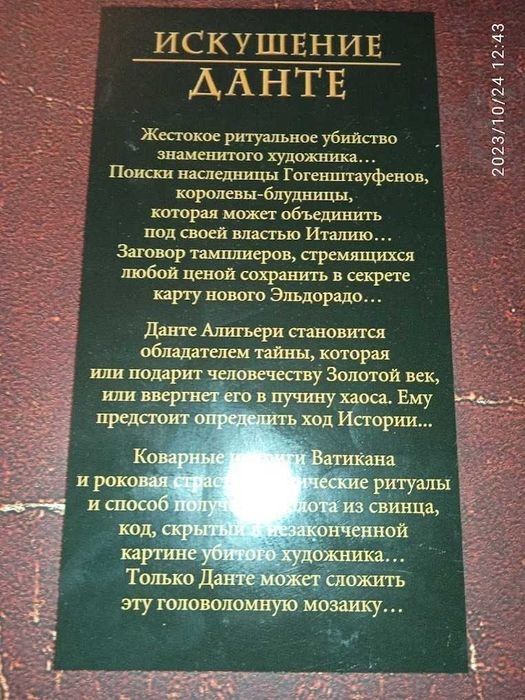 ИСКУШЕНИЕ
ДАНТЕ
Жестокое ритуальное убийство
знаменитого художника...
Поиски наследницы Гогенштауфенов,
королевы-блудницы,
которая может объединить
под своей властью Италию...
Заговор тамплиеров, стремящихся
любой ценой сохранить в секрете
карту нового Эльдорадо...
Данте Алигьери становится
обладателем тайны, которая
или подарит человечеству Золотой век,
или ввергнет его в пучину хаоса. Ему
предстоит определить ход Истории...
Коварные Ватикана
и роковая ритуалы
и способ из свинца,
код, скрытый в незаконченной
картине убитого художника...
Только Данте может сложить
эту головоломную мозаику...
2023/10/24 12:43